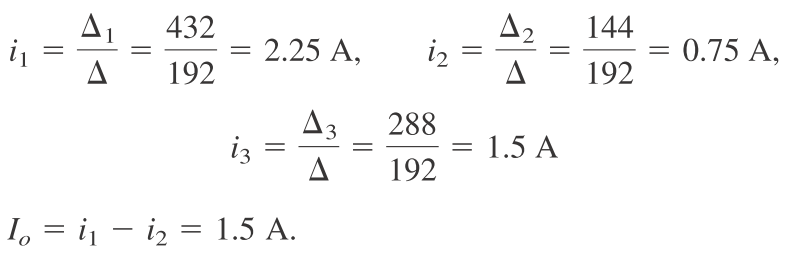 i₁ = Δ₁/Δ = 432/192 = 2.25 A, i₂ = Δ₂/Δ = 144/192 = 0.75 A,
i₃ = Δ₃/Δ = 288/192 = 1.5 A
Iₒ = i₁ − i₂ = 1.5 A.